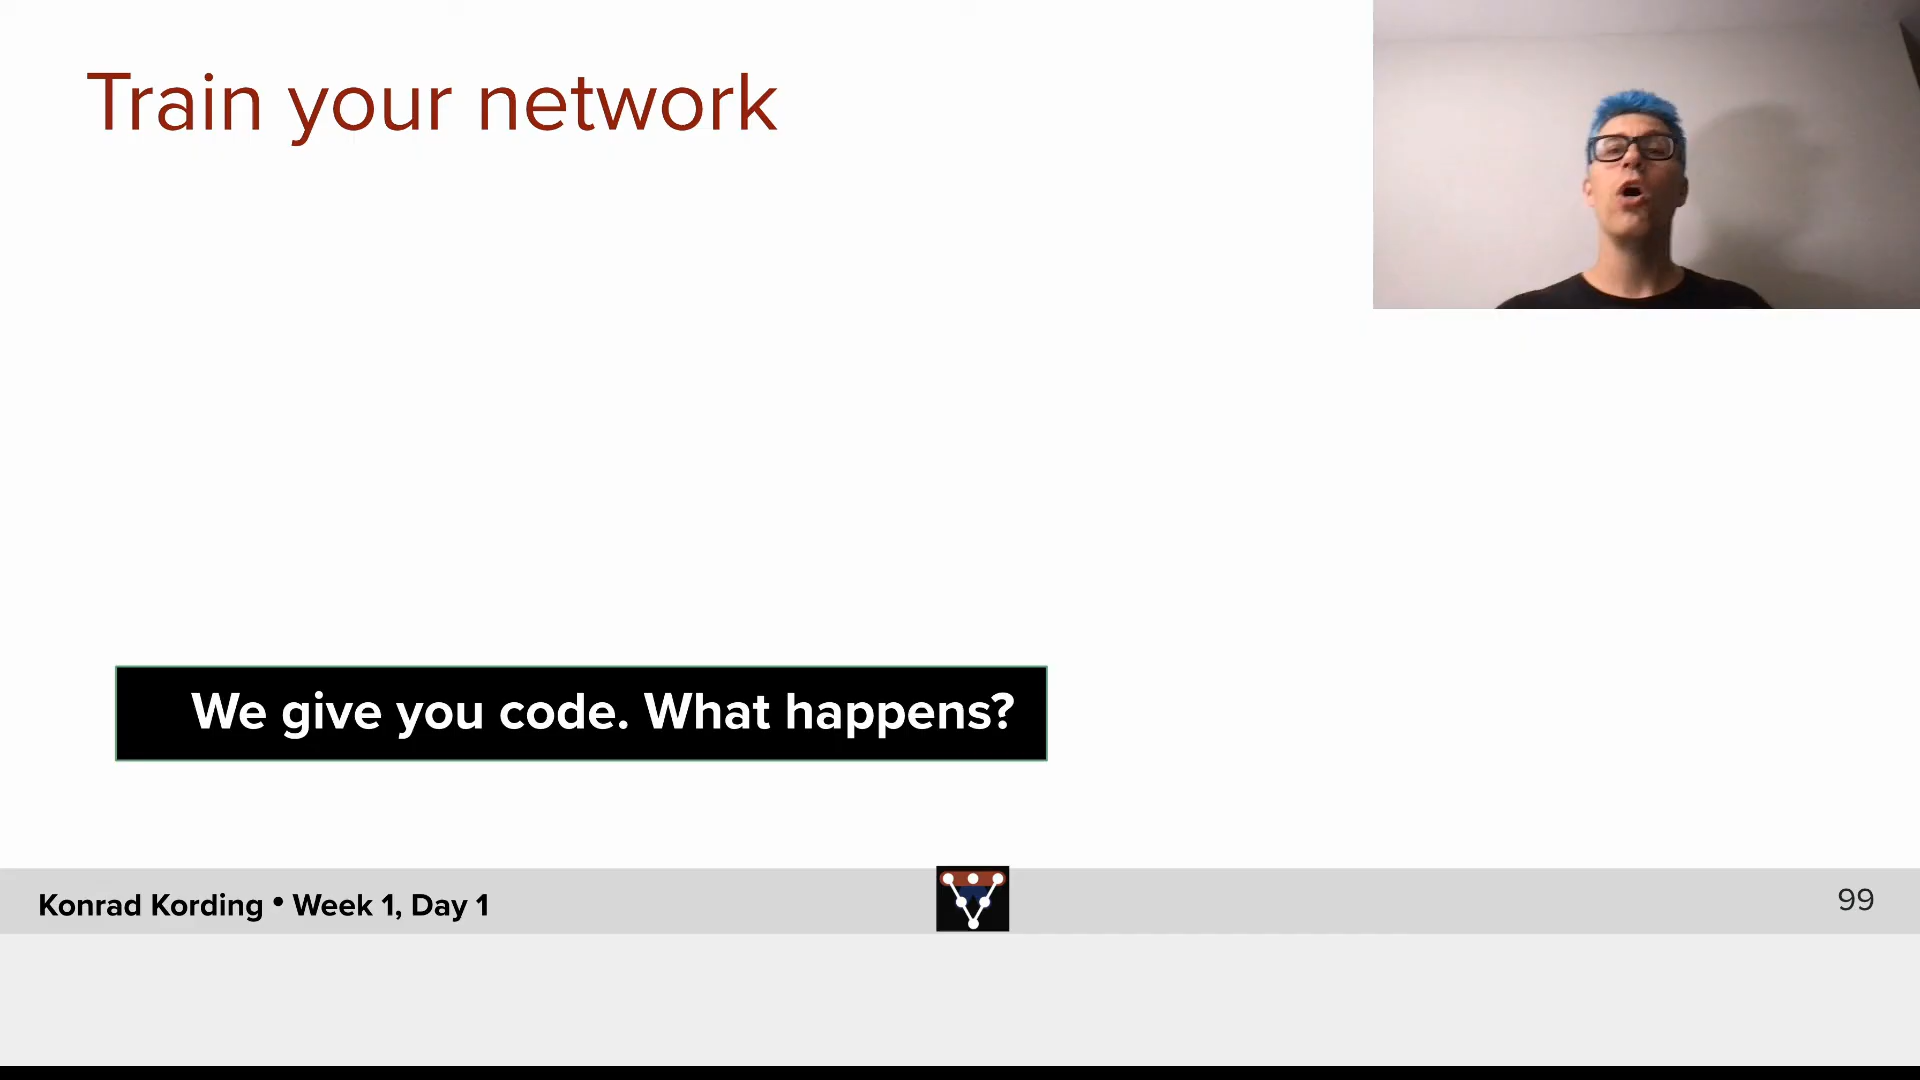 Train your network
We give you code. What happens?
Konrad Kording • Week 1, Day 1
99